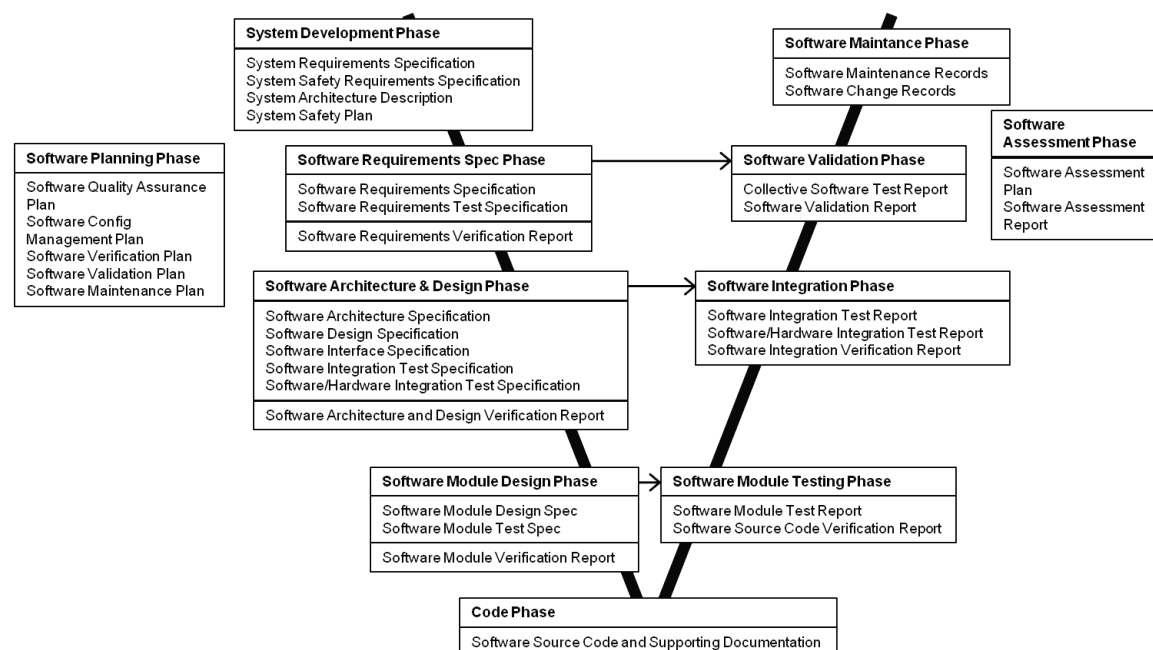 System Development Phase
System Requirements Specification
System Safety Requirements Specification
System Architecture Description
System Safety Plan
Software Maintance Phase
Software Maintenance Records
Software Change Records
Software
Assessment Phase
Software Assessment
Plan
Software Assessment
Report
Software Planning Phase
Software Quality Assurance
Plan
Software Config
Management Plan
Software Verification Plan
Software Validation Plan
Software Maintenance Plan
Software Requirements Spec Phase
Software Requirements Specification
Software Requirements Test Specification
Software Requirements Verification Report
Software Validation Phase
Collective Software Test Report
Software Validation Report
Software Architecture & Design Phase
Software Architecture Specification
Software Design Specification
Software Interface Specification
Software Integration Test Specification
Software/Hardware Integration Test Specification
Software Architecture and Design Verification Report
Software Integration Phase
Software Integration Test Report
Software/Hardware Integration Test Report
Software Integration Verification Report
Software Module Design Phase
Software Module Design Spec
Software Module Test Spec
Software Module Verification Report
Software Module Testing Phase
Software Module Test Report
Software Source Code Verification Report
Code Phase
Software Source Code and Supporting Documentation